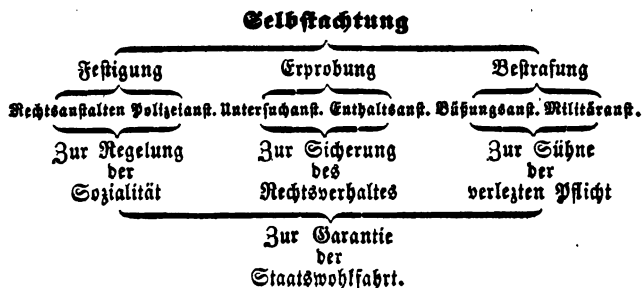 Selbstachtung
Festigung Erprobung Bestrafung
Rechtsanstalten Polizeianst. Untersuchanst. Enthaltsanst. Büßungsanst. Militäranst.
Zur Regelung Zur Sicherung Zur Sühne
der des der
Sozialität Rechtsverhaltes verlezten Pflicht
Zur Garantie
der
Staatswohlfahrt.